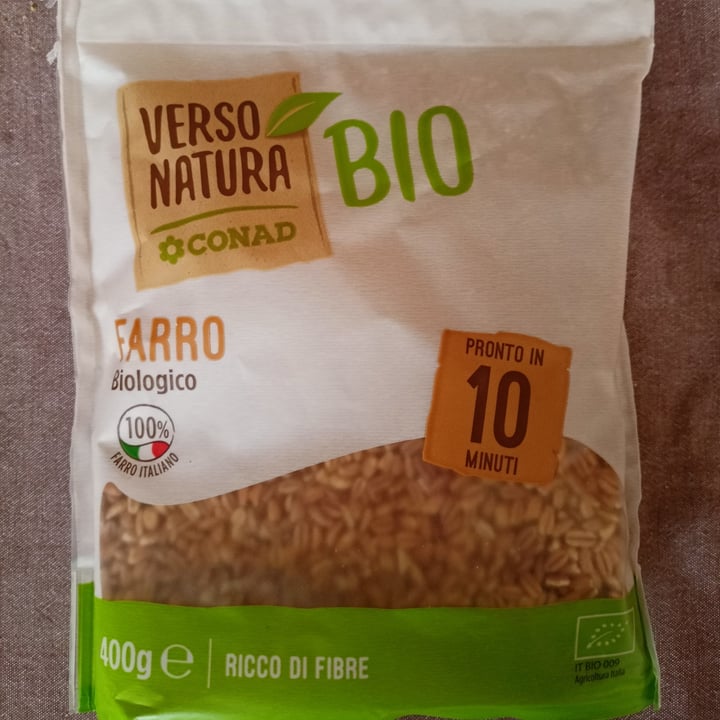 VERSO
NATURA
CONAD
BIO
FARRO
Biologico
100%
FARRO ITALIANO
PRONTO IN
10
MINUTI
400g e
RICCO DI FIBRE
IT BIO 009
Agricoltura Italia